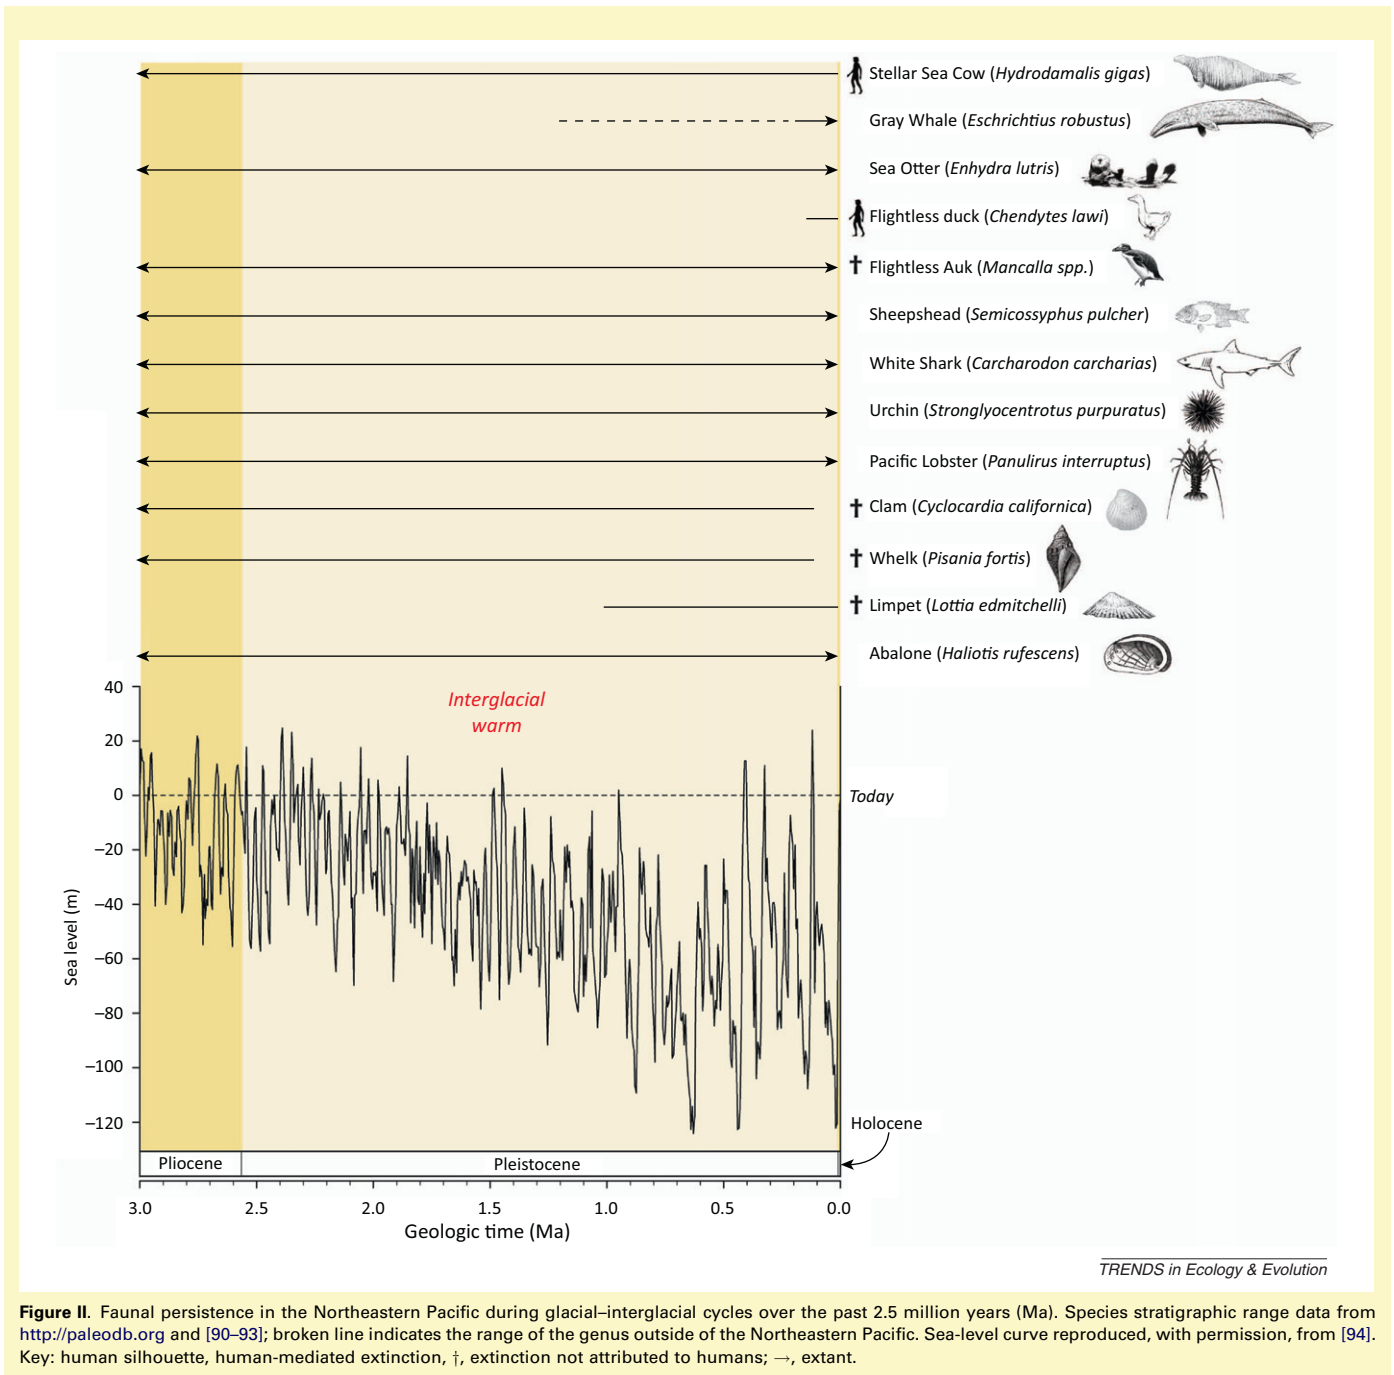 Stellar Sea Cow (Hydrodamalis gigas)
Gray Whale (Eschrichtius robustus)
Sea Otter (Enhydra lutris)
Flightless duck (Chendytes lawi)
† Flightless Auk (Mancalla spp.)
Sheepshead (Semicossyphus pulcher)
White Shark (Carcharodon carcharias)
Urchin (Stronglyocentrotus purpuratus)
Pacific Lobster (Panulirus interruptus)
† Clam (Cyclocardia californica)
† Whelk (Pisania fortis)
† Limpet (Lottia edmitchelli)
Abalone (Haliotis rufescens)
Interglacial
warm
40
20
0
–20
–40
–60
–80
–100
–120
Sea level (m)
Today
Holocene
Pliocene
Pleistocene
3.0 2.5 2.0 1.5 1.0 0.5 0.0
Geologic time (Ma)
TRENDS in Ecology & Evolution
Figure II. Faunal persistence in the Northeastern Pacific during glacial–interglacial cycles over the past 2.5 million years (Ma). Species stratigraphic range data from
http://paleodb.org and [90–93]; broken line indicates the range of the genus outside of the Northeastern Pacific. Sea-level curve reproduced, with permission, from [94].
Key: human silhouette, human-mediated extinction, †, extinction not attributed to humans; →, extant.